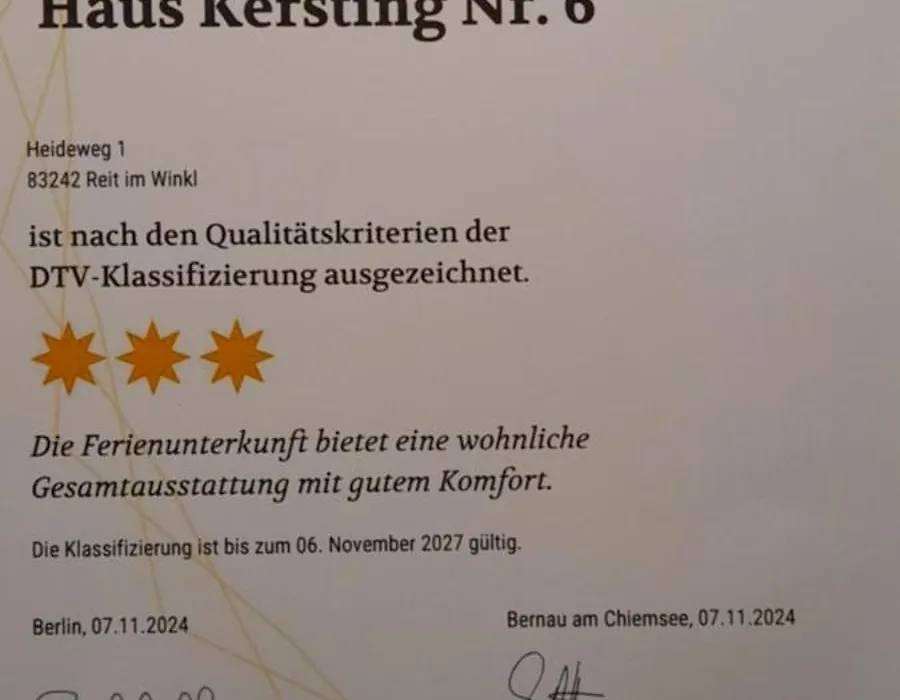 Haus Kersting Nr. 6
Heideweg 1
83242 Reit im Winkl
ist nach den Qualitätskriterien der
DTV-Klassifizierung ausgezeichnet.
Die Ferienunterkunft bietet eine wohnliche
Gesamtausstattung mit gutem Komfort.
Die Klassifizierung ist bis zum 06. November 2027 gültig.
Berlin, 07.11.2024
Bernau am Chiemsee, 07.11.2024